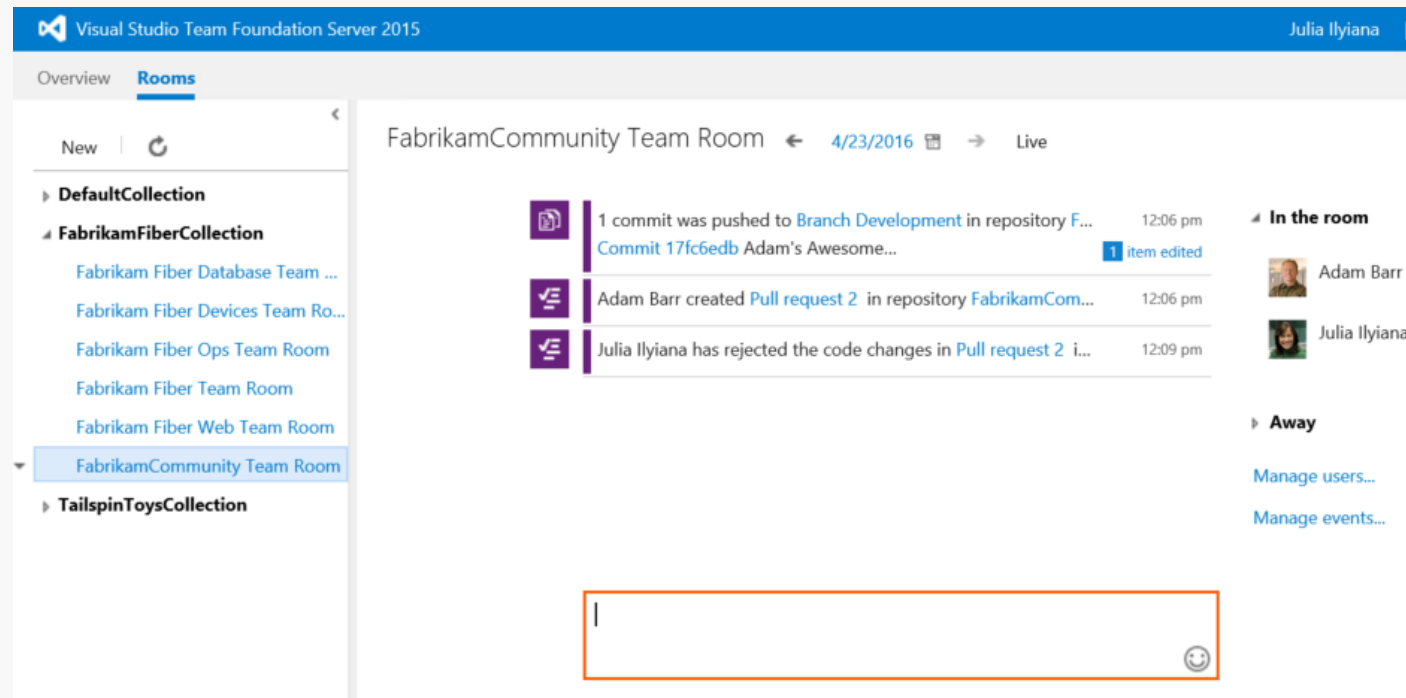 Visual Studio Team Foundation Server 2015
Julia Ilyiana
Overview
Rooms
New
DefaultCollection
FabrikamFiberCollection
Fabrikam Fiber Database Team ...
Fabrikam Fiber Devices Team Ro...
Fabrikam Fiber Ops Team Room
Fabrikam Fiber Team Room
Fabrikam Fiber Web Team Room
FabrikamCommunity Team Room
TailspinToysCollection
FabrikamCommunity Team Room 4/23/2016 Live
1 commit was pushed to Branch Development in repository F... 12:06 pm
Commit 17fc6edb Adam's Awesome... 1 item edited
Adam Barr created Pull request 2 in repository FabrikamCom... 12:06 pm
Julia Ilyiana has rejected the code changes in Pull request 2 i... 12:09 pm
In the room
Adam Barr
Julia Ilyiana
Away
Manage users...
Manage events...